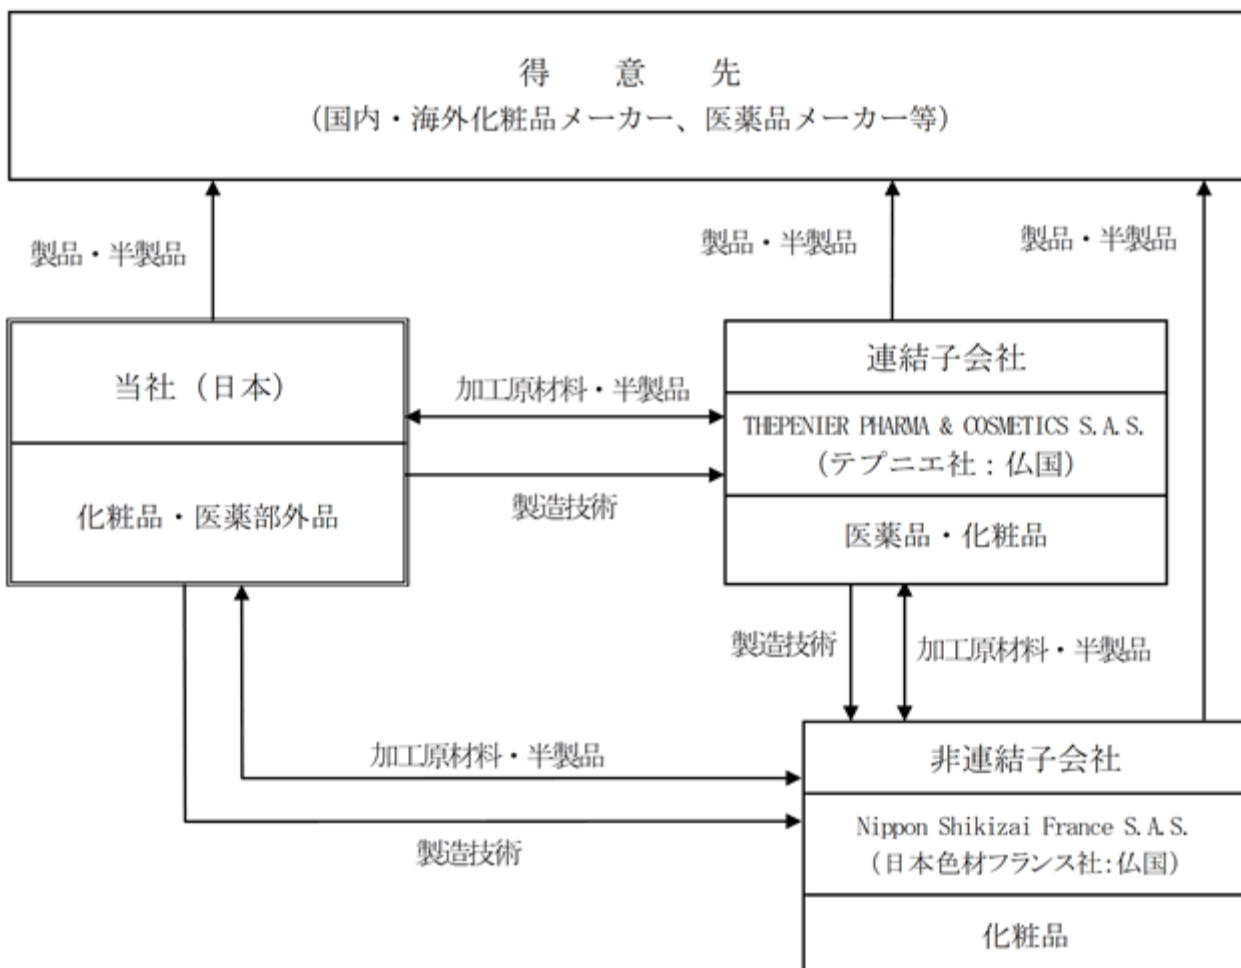 得 意 先
（国内・海外化粧品メーカー、医薬品メーカー等）
製品・半製品
製品・半製品
製品・半製品
当社（日本）
化粧品・医薬部外品
加工原材料・半製品
製造技術
連結子会社
THEPENIER PHARMA & COSMETICS S.A.S.
（テプニエ社：仏国）
医薬品・化粧品
製造技術
加工原材料・半製品
加工原材料・半製品
製造技術
非連結子会社
Nippon Shikizai France S.A.S.
（日本色材フランス社:仏国）
化粧品